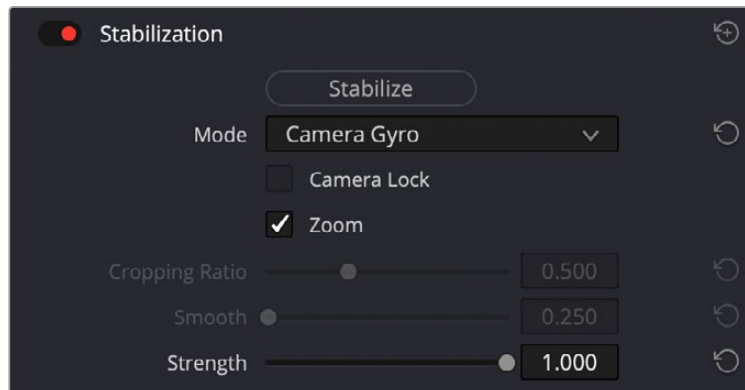 Stabilization
Stabilize
Mode Camera Gyro
Camera Lock
Zoom
Cropping Ratio 0.500
Smooth 0.250
Strength 1.000